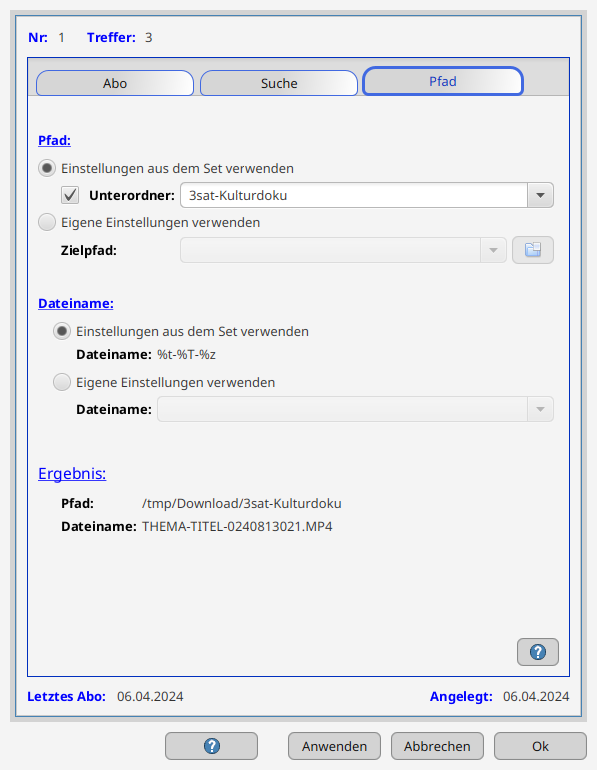 Nr: 1 Treffer: 3
Abo Suche Pfad
Pfad:
Einstellungen aus dem Set verwenden
Unterordner: 3sat-Kulturdoku
Eigene Einstellungen verwenden
Zielpfad:
Dateiname:
Einstellungen aus dem Set verwenden
Dateiname: %t-%T-%z
Eigene Einstellungen verwenden
Dateiname:
Ergebnis:
Pfad: /tmp/Download/3sat-Kulturdoku
Dateiname: THEMA-TITEL-0240813021.MP4
?
Letztes Abo: 06.04.2024 Angelegt: 06.04.2024
? Anwenden Abbrechen Ok